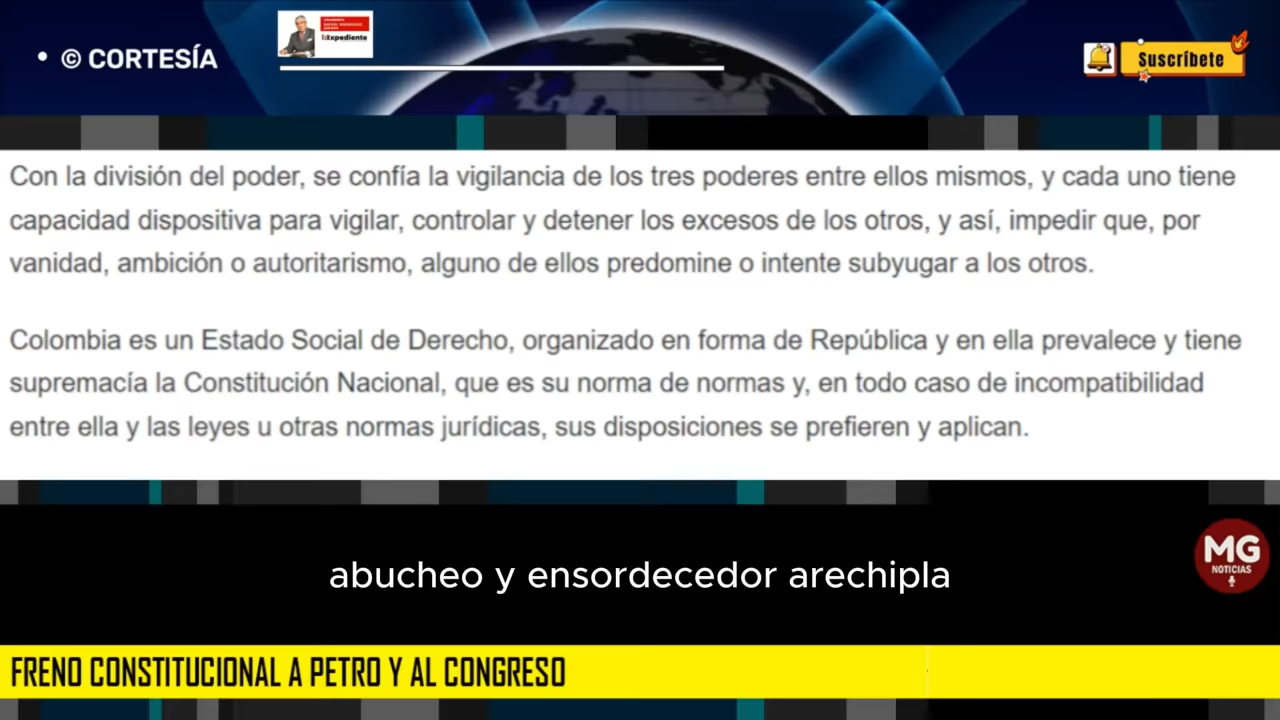 © CORTESÍA
1Expediente
Suscríbete
Con la división del poder, se confía la vigilancia de los tres poderes entre ellos mismos, y cada uno tiene
capacidad dispositiva para vigilar, controlar y detener los excesos de los otros, y así, impedir que, por
vanidad, ambición o autoritarismo, alguno de ellos predomine o intente subyugar a los otros.
Colombia es un Estado Social de Derecho, organizado en forma de República y en ella prevalece y tiene
supremacía la Constitución Nacional, que es su norma de normas y, en todo caso de incompatibilidad
entre ella y las leyes u otras normas jurídicas, sus disposiciones se prefieren y aplican.
abucheo y ensordecedor arechipla
MG
NOTICIAS
FRENO CONSTITUCIONAL A PETRO Y AL CONGRESO